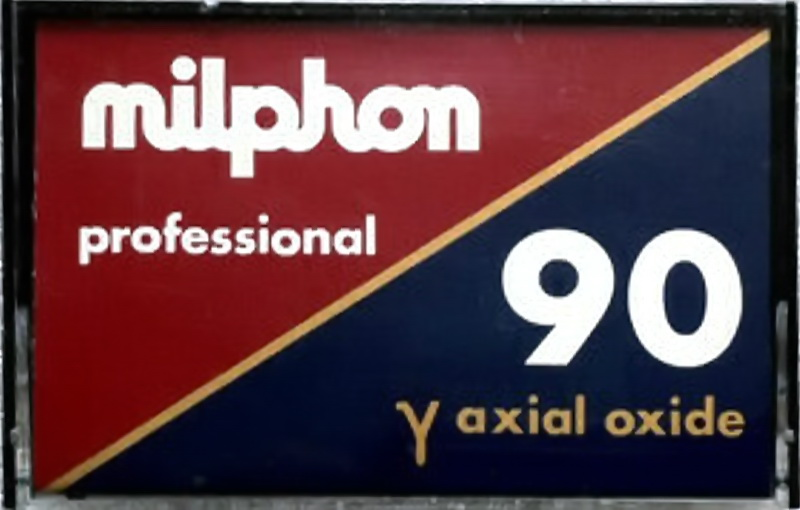 milphon
professional
90
γ axial oxide